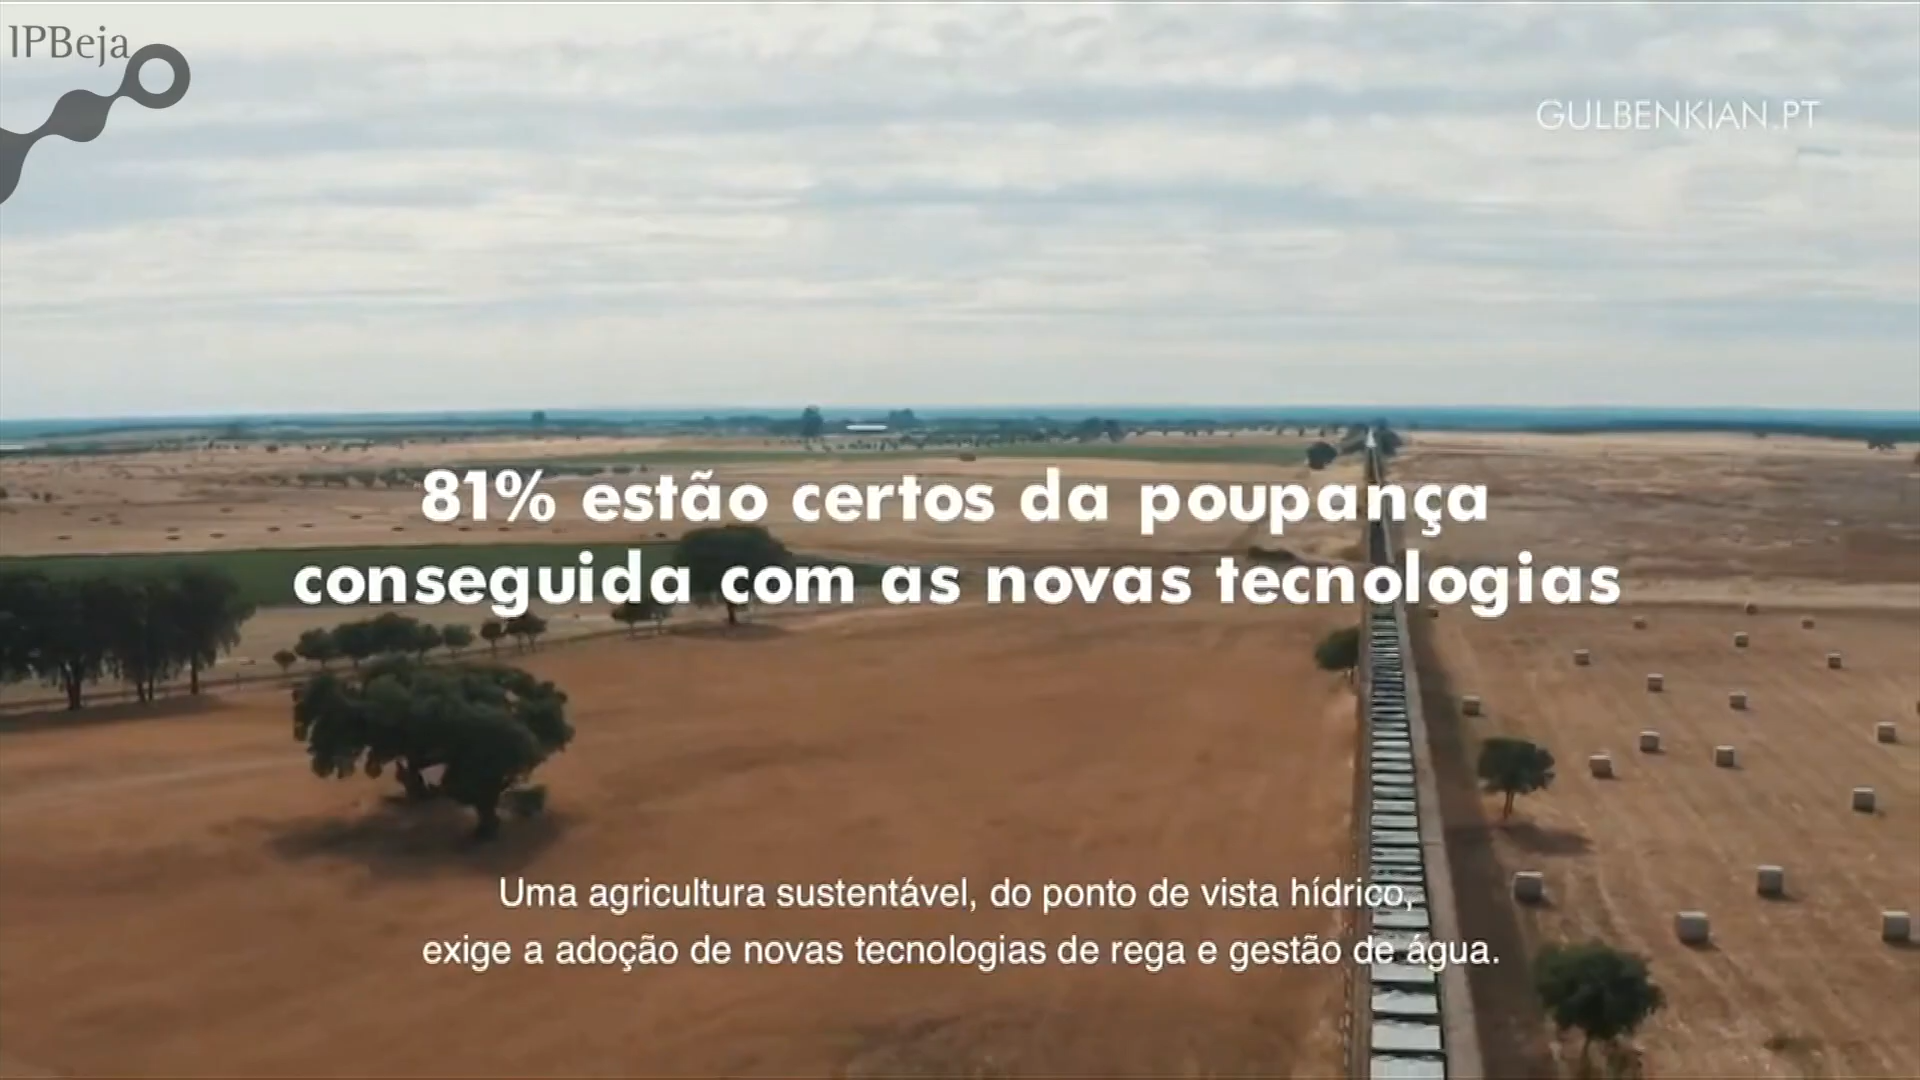 IPBeja
GULBENKIAN.PT
81% estão certos da poupança
conseguida com as novas tecnologias
Uma agricultura sustentável, do ponto de vista hídrico,
exige a adoção de novas tecnologias de rega e gestão de água.